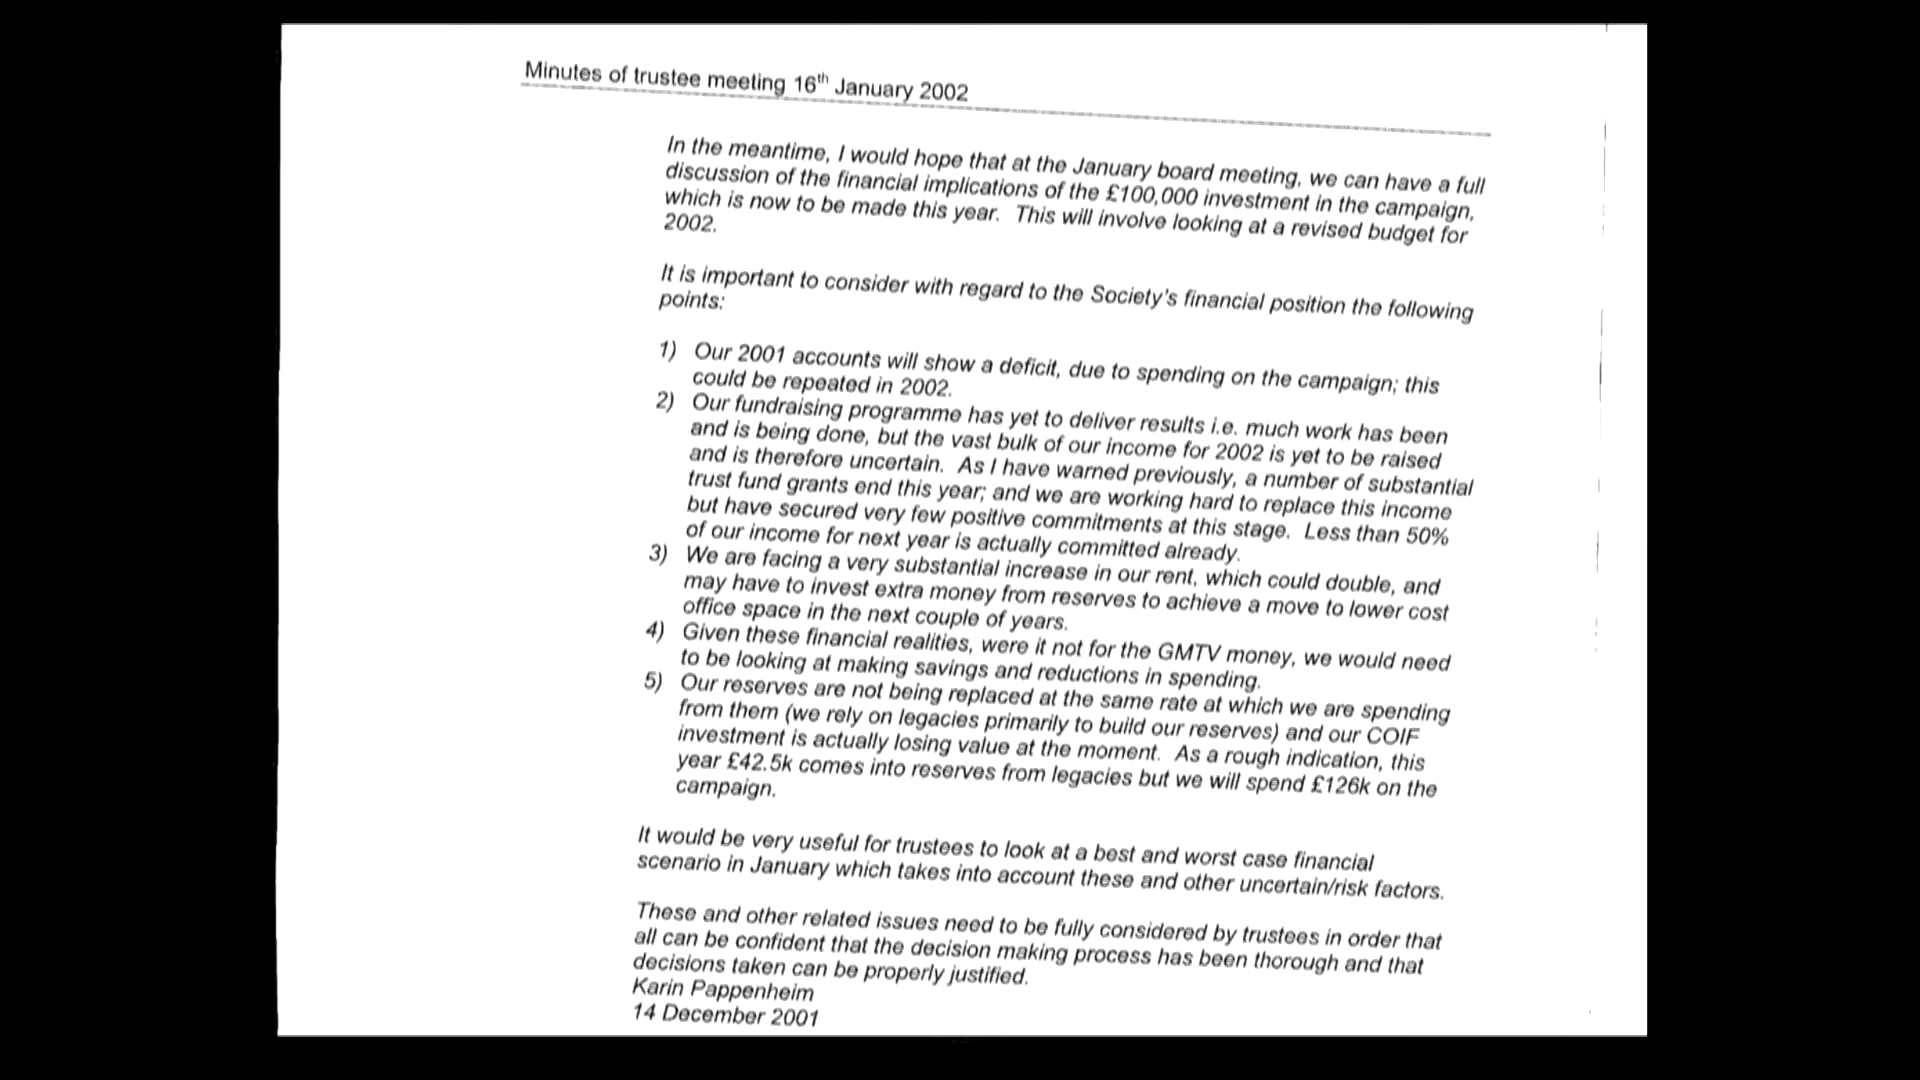 Minutes of trustee meeting 16th January 2002
In the meantime, I would hope that at the January board meeting, we can have a full
discussion of the financial implications of the £100,000 investment in the campaign,
which is now to be made this year. This will involve looking at a revised budget for
2002.
It is important to consider with regard to the Society's financial position the following
points:
1) Our 2001 accounts will show a deficit, due to spending on the campaign; this
could be repeated in 2002.
2) Our fundraising programme has yet to deliver results i.e. much work has been
and is being done, but the vast bulk of our income for 2002 is yet to be raised
and is therefore uncertain. As I have warned previously, a number of substantial
trust fund grants end this year; and we are working hard to replace this income
but have secured very few positive commitments at this stage. Less than 50%
of our income for next year is actually committed already.
3) We are facing a very substantial increase in our rent, which could double, and
may have to invest extra money from reserves to achieve a move to lower cost
office space in the next couple of years.
4) Given these financial realities, were it not for the GMTV money, we would need
to be looking at making savings and reductions in spending.
5) Our reserves are not being replaced at the same rate at which we are spending
from them (we rely on legacies primarily to build our reserves) and our COIF
investment is actually losing value at the moment. As a rough indication, this
year £42.5k comes into reserves from legacies but we will spend £126k on the
campaign.
It would be very useful for trustees to look at a best and worst case financial
scenario in January which takes into account these and other uncertain/risk factors.
These and other related issues need to be fully considered by trustees in order that
all can be confident that the decision making process has been thorough and that
decisions taken can be properly justified.
Karin Pappenheim
14 December 2001